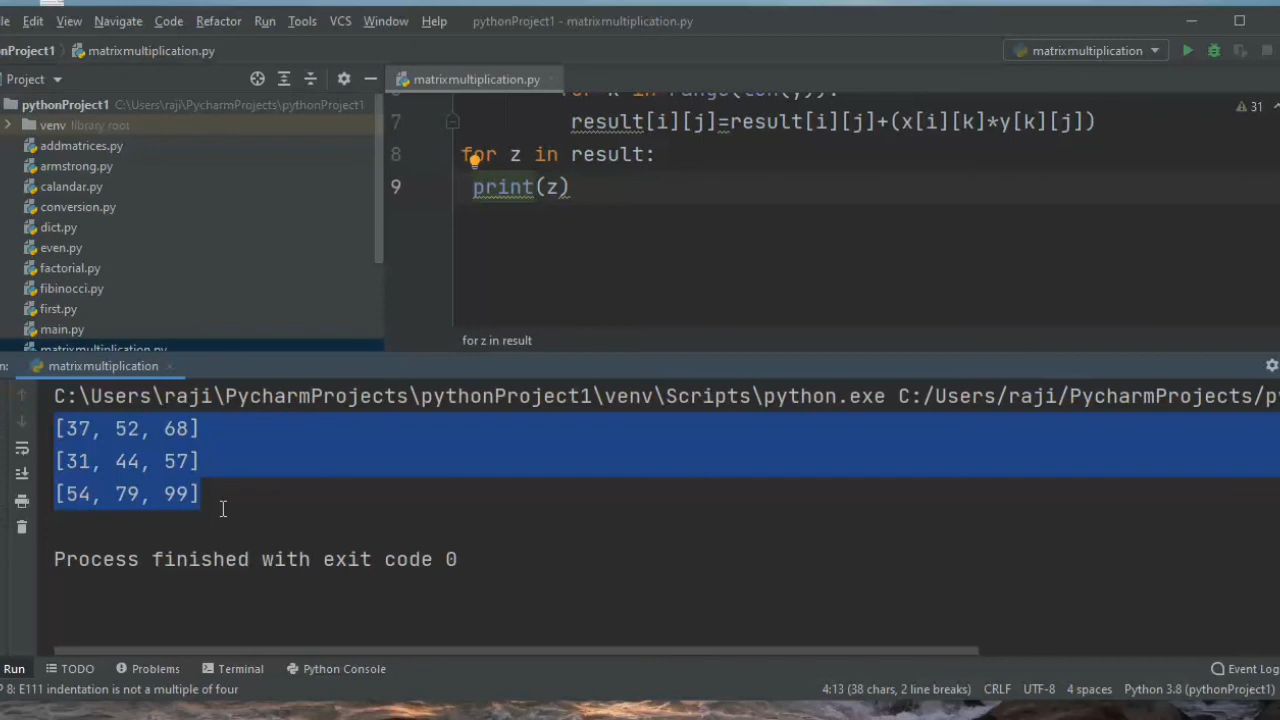 le Edit View Navigate Code Refactor Run Tools VCS Window Help pythonProject1 - matrixmultiplication.py
onProject1 matrixmultiplication.py matrixmultiplication
Project matrixmultiplication.py
pythonProject1 C:\Users\raji\PycharmProjects\pythonProject1
venv library root
addmatrices.py
armstrong.py
calandar.py
conversion.py
dict.py
even.py
factorial.py
fibinocci.py
first.py
main.py
matrixmultiplication.py
for k in range(len(y)):
31
7 result[i][j]=result[i][j]+(x[i][k]*y[k][j])
8 for z in result:
9 print(z)
for z in result
n: matrixmultiplication
C:\Users\raji\PycharmProjects\pythonProject1\venv\Scripts\python.exe C:/Users/raji/PycharmProjects/p
[37, 52, 68]
[31, 44, 57]
[54, 79, 99]
Process finished with exit code 0
Run TODO Problems Terminal Python Console Event Log
P 8: E111 indentation is not a multiple of four 4:13 (38 chars, 2 line breaks) CRLF UTF-8 4 spaces Python 3.8 (pythonProject1)